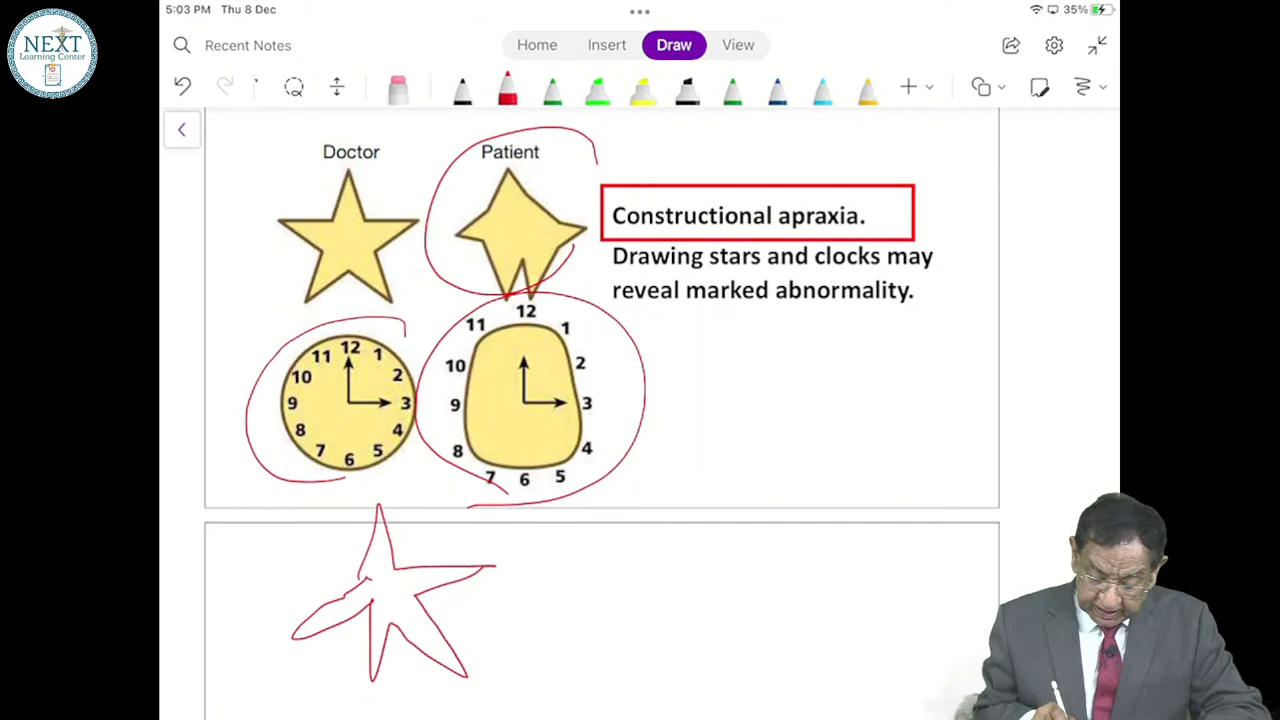 5:03 PM Thu 8 Dec
35%
NEXT
Learning Center
Recent Notes
Home
Insert
Draw
View
Doctor
Patient
Constructional apraxia.
Drawing stars and clocks may
reveal marked abnormality.
12
1
2
3
4
5
6
7
8
9
10
11
12
1
2
3
4
5
6
7
8
9
10
11